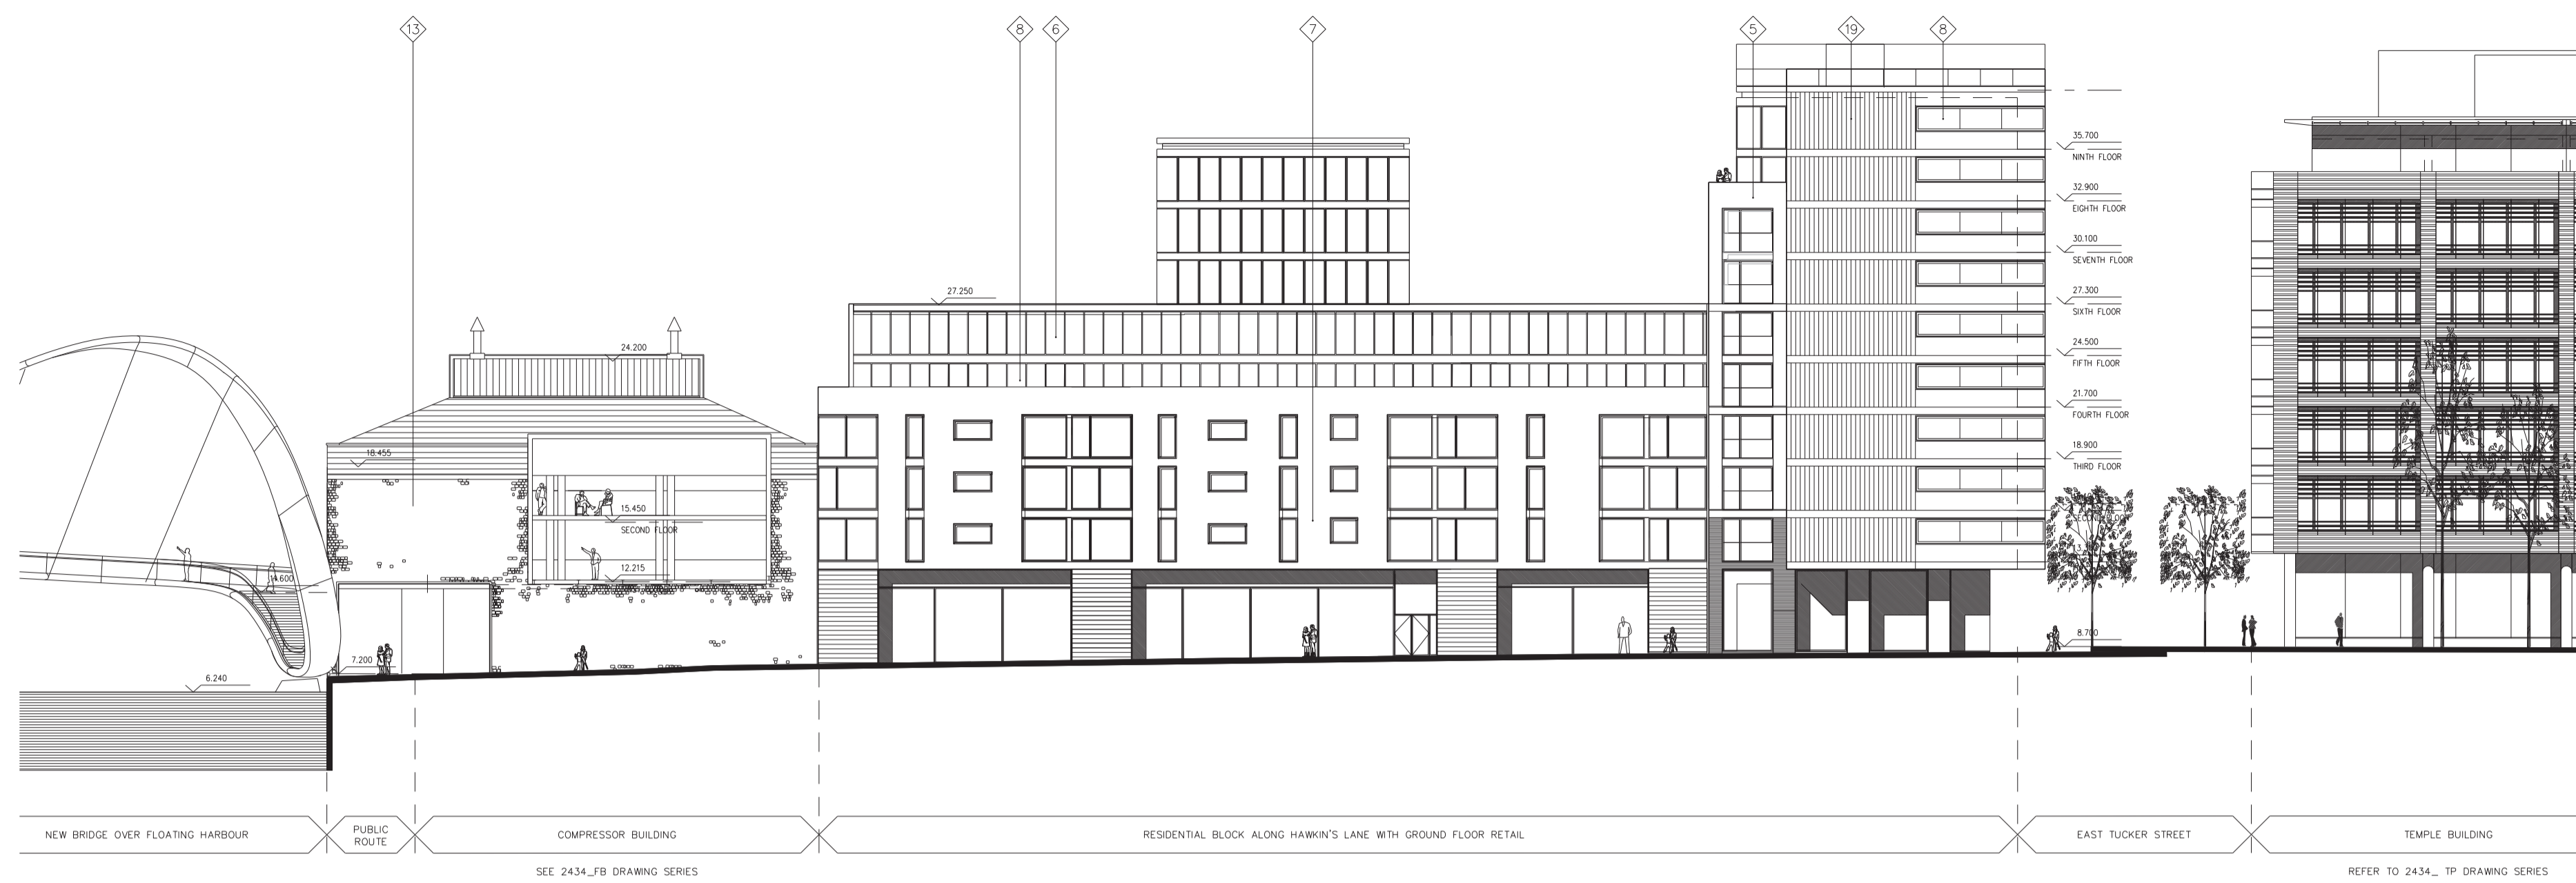 13
8
6
7
5
19
8
35.700
NINTH FLOOR
32.900
EIGHTH FLOOR
30.100
SEVENTH FLOOR
27.250
27.300
SIXTH FLOOR
24.200
24.500
FIFTH FLOOR
21.700
FOURTH FLOOR
18.455
18.900
THIRD FLOOR
15.450
SECOND FLOOR
SECOND FLOOR
12.215
8.700
7.200
6.240
NEW BRIDGE OVER FLOATING HARBOUR
PUBLIC
ROUTE
COMPRESSOR BUILDING
RESIDENTIAL BLOCK ALONG HAWKIN'S LANE WITH GROUND FLOOR RETAIL
EAST TUCKER STREET
TEMPLE BUILDING
SEE 2434_FB DRAWING SERIES
REFER TO 2434_ TP DRAWING SERIES